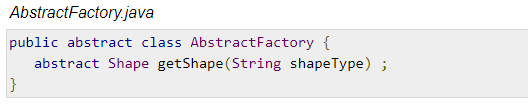 AbstractFactory.java
public abstract class AbstractFactory {
   abstract Shape getShape(String shapeType) ;
}